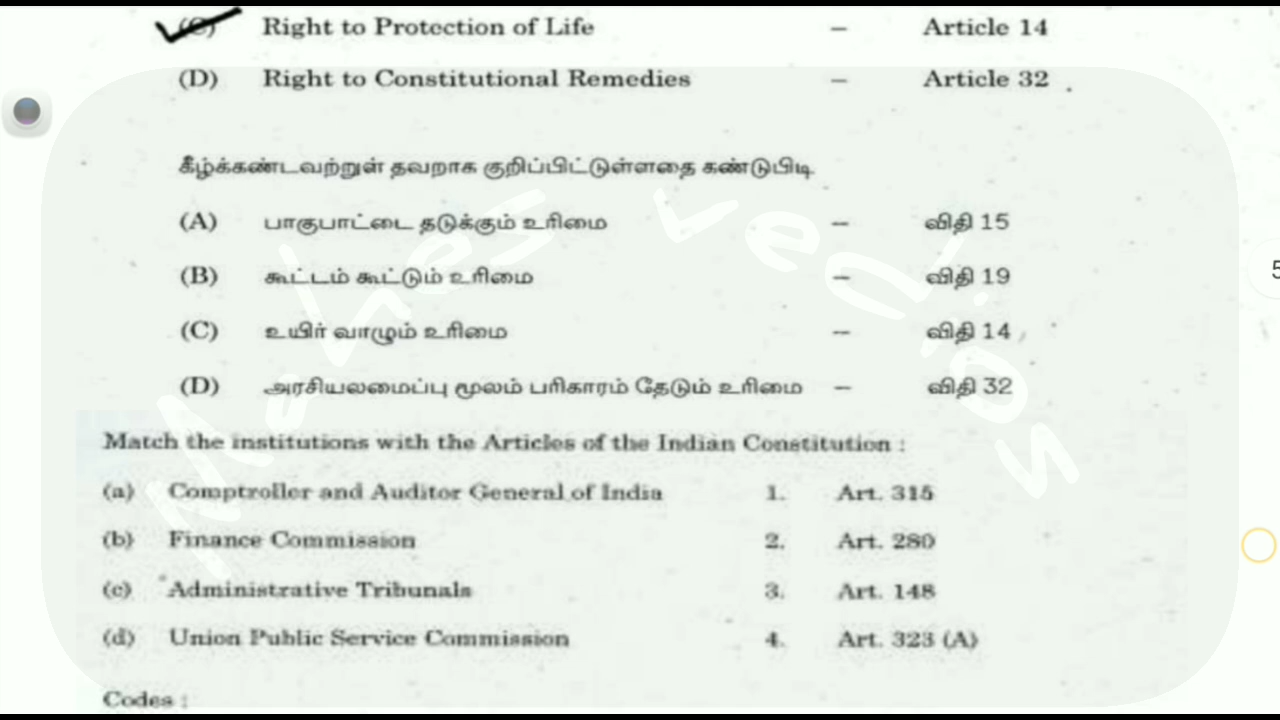 (C) Right to Protection of Life – Article 14
(D) Right to Constitutional Remedies – Article 32
கீழ்க்கண்டவற்றுள் தவறாக குறிப்பிட்டுள்ளதை கண்டுபிடி.
(A) பாகுபாட்டை தடுக்கும் உரிமை – விதி 15
(B) கூட்டம் கூட்டும் உரிமை – விதி 19
(C) உயிர் வாழும் உரிமை – விதி 14
(D) அரசியலமைப்பு மூலம் பரிகாரம் தேடும் உரிமை – விதி 32
Match the institutions with the Articles of the Indian Constitution :
(a) Comptroller and Auditor General of India 1. Art. 315
(b) Finance Commission 2. Art. 280
(c) Administrative Tribunals 3. Art. 148
(d) Union Public Service Commission 4. Art. 323 (A)
Codes :
5